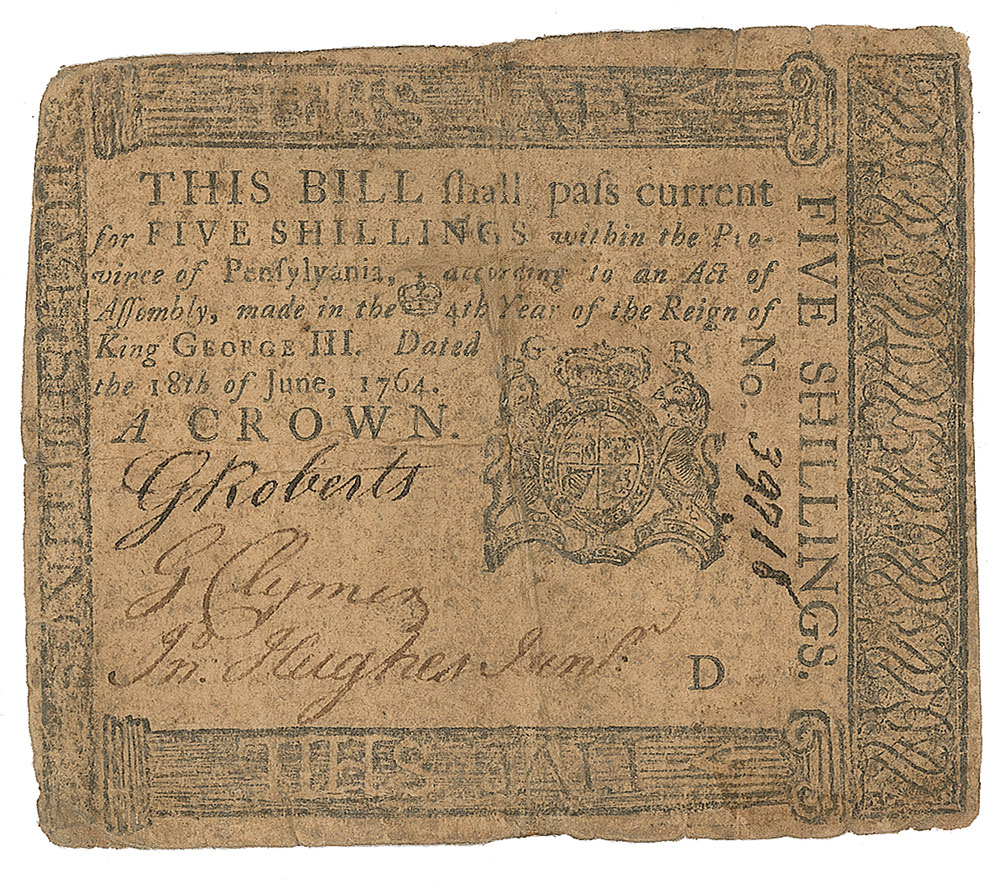 THIS BILL ſhall paſs current
for FIVE SHILLINGS within the Pro-
vince of Penſylvania, according to an Act of
Aſſembly, made in the 4th Year of the Reign of
King GEORGE III. Dated
the 18th of June, 1764.
A CROWN.
G R
GRoberts
G Clymer
Jn. Hughes Junr.
D
FIVE SHILLINGS.
No. 39718